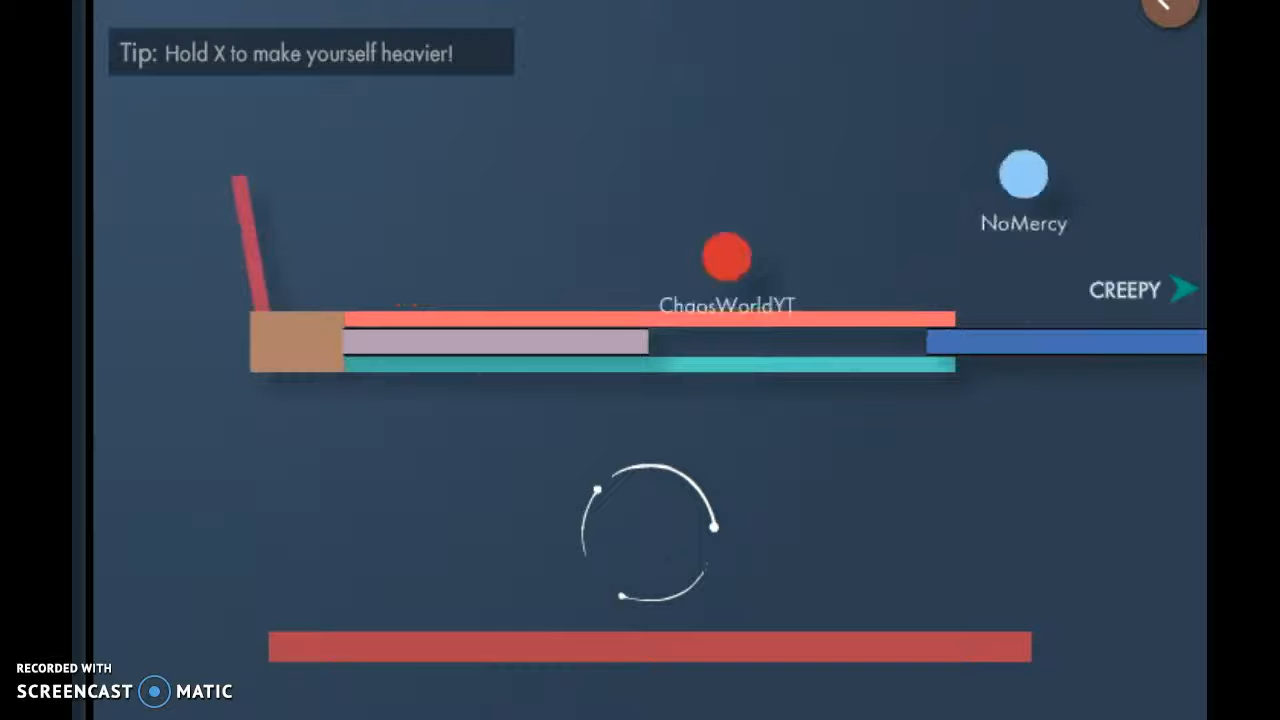 Tip: Hold X to make yourself heavier!
NoMercy
CREEPY
ChaosWorldYT
RECORDED WITH
SCREENCAST MATIC